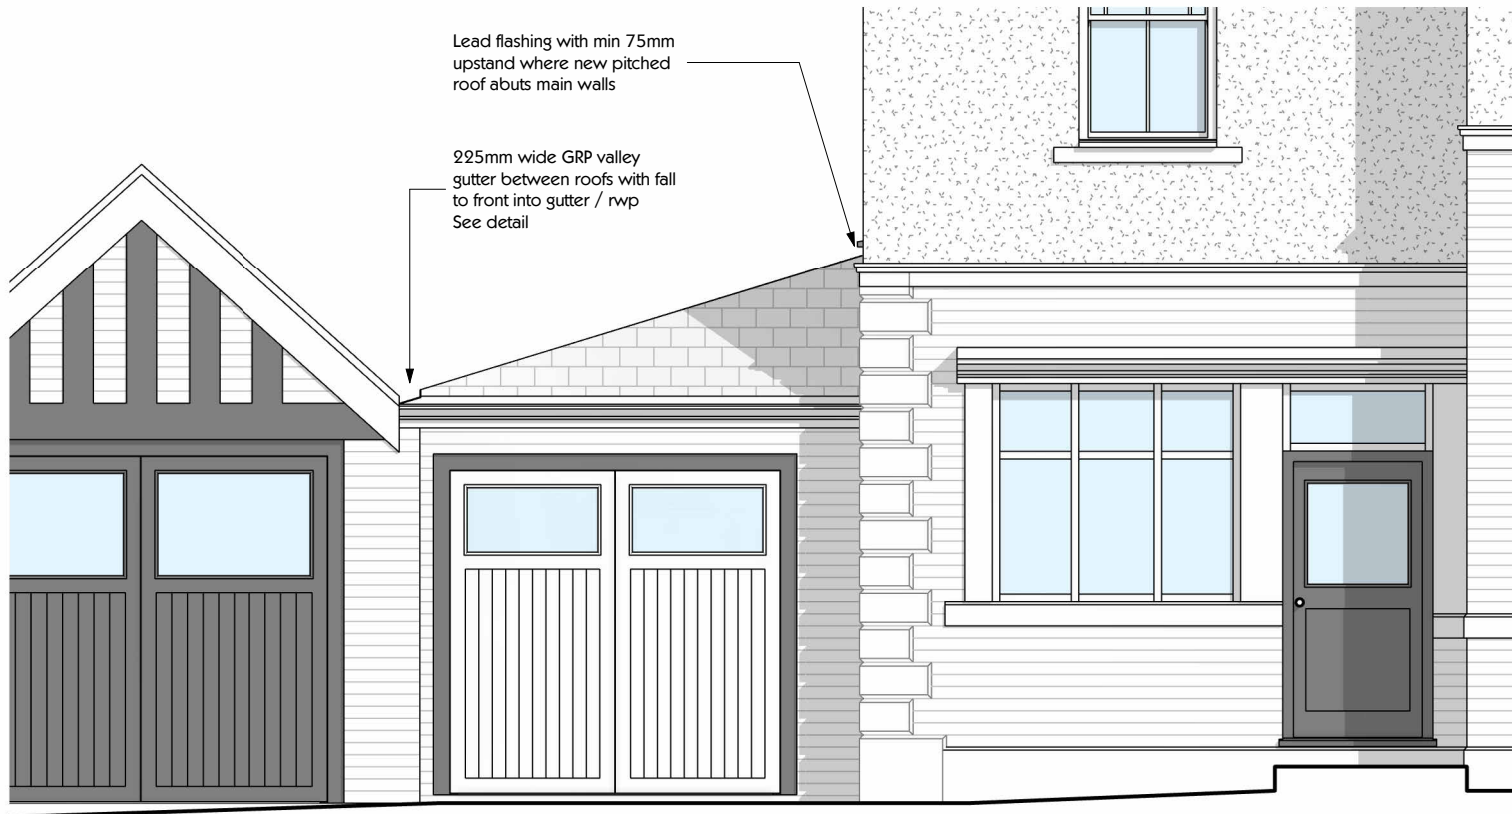 Lead flashing with min 75mm
upstand where new pitched
roof abuts main walls
225mm wide GRP valley
gutter between roofs with fall
to front into gutter / rwp
See detail